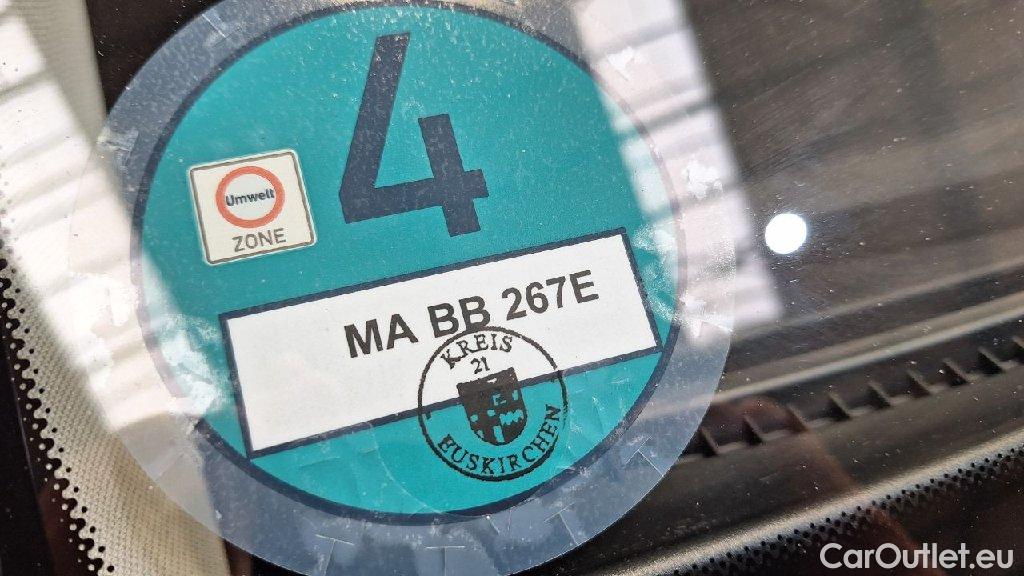 4
Umwelt
ZONE
MA BB 267E
KREIS
21
EUSKIRCHEN
CarOutlet.eu